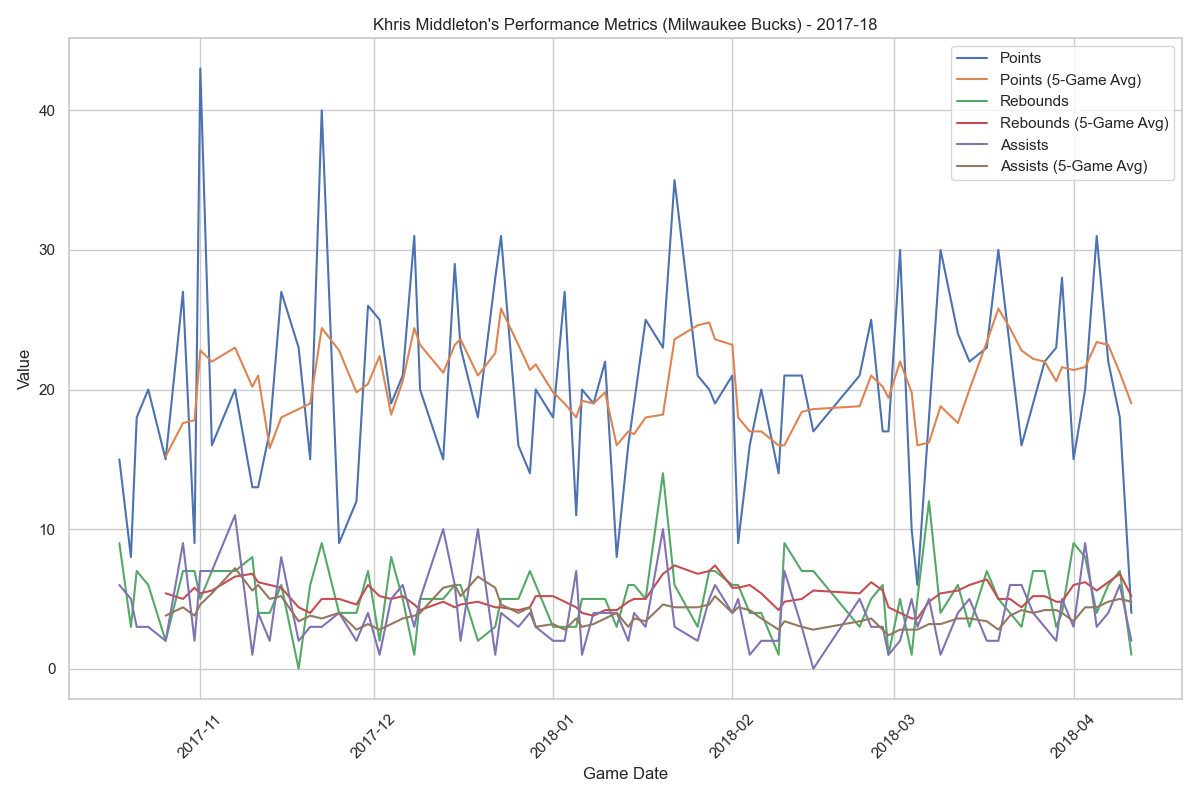 Khris Middleton's Performance Metrics (Milwaukee Bucks) - 2017-18
Points
Points (5-Game Avg)
Rebounds
Rebounds (5-Game Avg)
Assists
Assists (5-Game Avg)
Value
40
30
20
10
0
2017-11
2017-12
2018-01
2018-02
2018-03
2018-04
Game Date